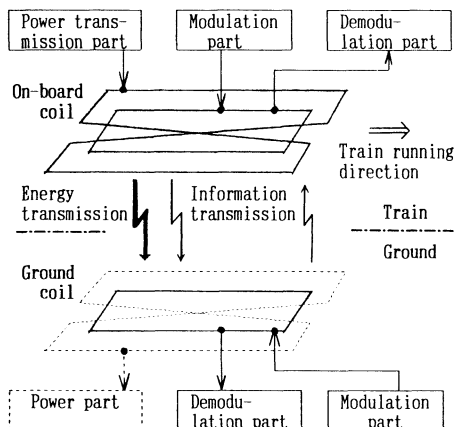 Power trans-
mission part
Modulation
part
Demodu-
lation part
On-board
coil
Train running
direction
Energy
transmission
Information
transmission
Train
Ground
Ground
coil
Power part
Demodu-
lation part
Modulation
part